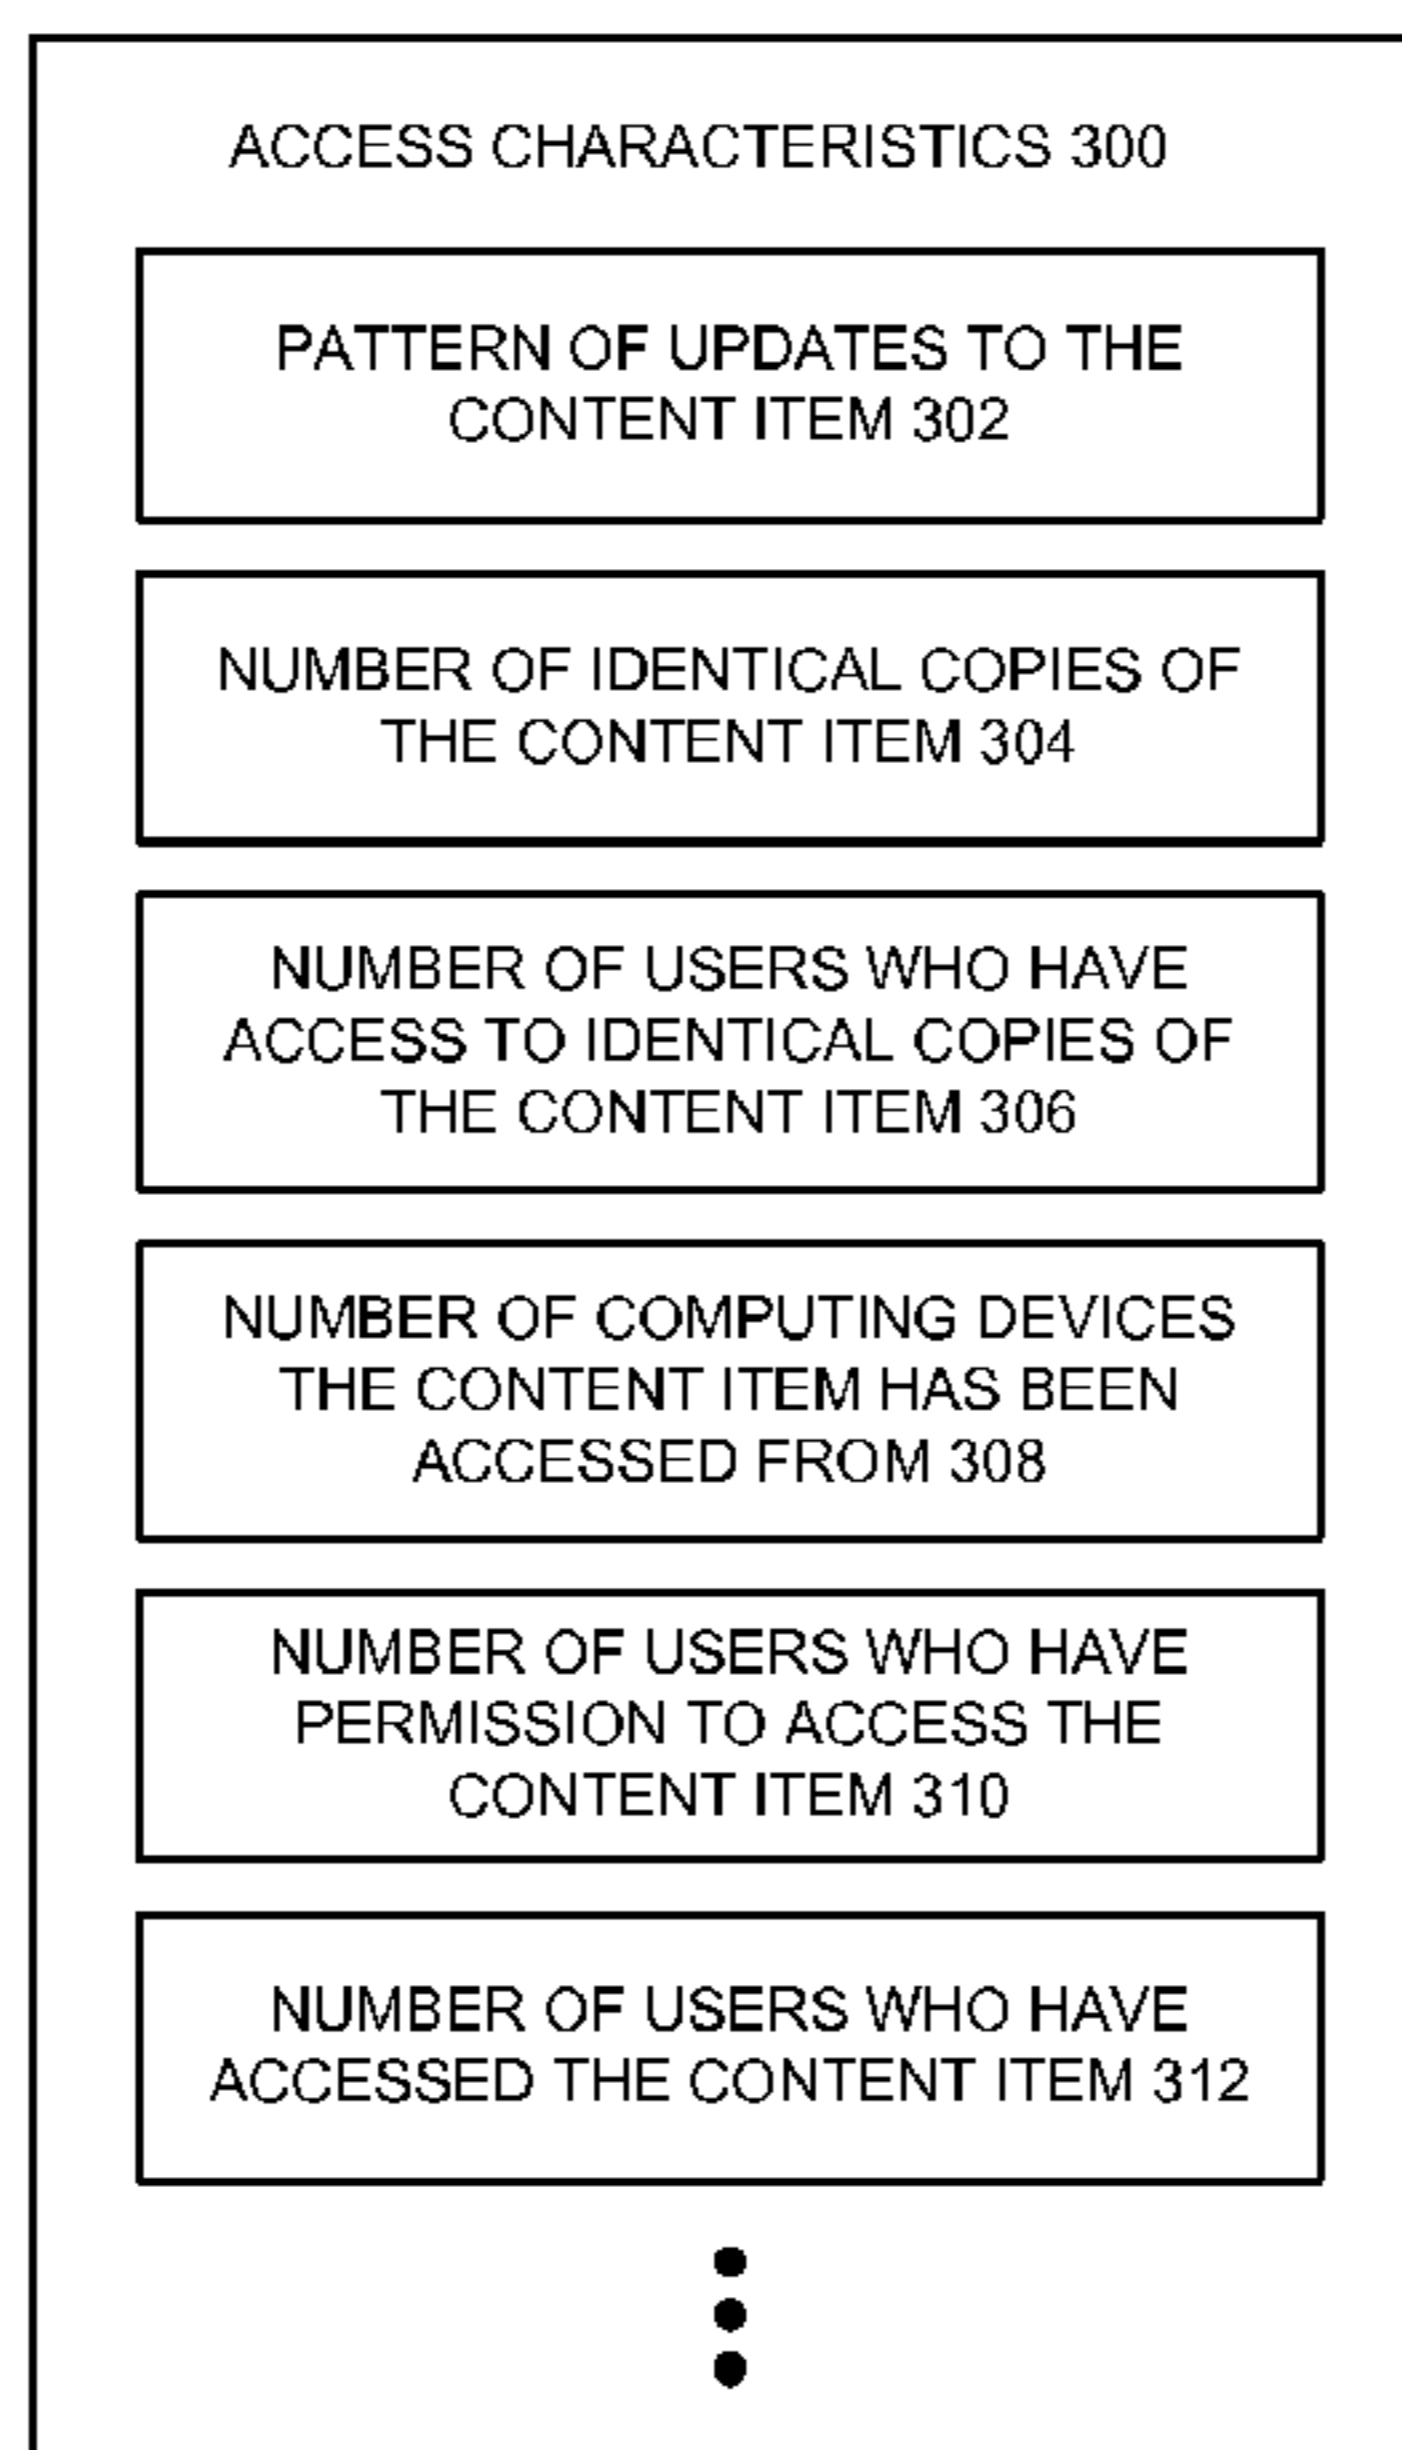 ACCESS CHARACTERISTICS 300
PATTERN OF UPDATES TO THE
CONTENT ITEM 302
NUMBER OF IDENTICAL COPIES OF
THE CONTENT ITEM 304
NUMBER OF USERS WHO HAVE
ACCESS TO IDENTICAL COPIES OF
THE CONTENT ITEM 306
NUMBER OF COMPUTING DEVICES
THE CONTENT ITEM HAS BEEN
ACCESSED FROM 308
NUMBER OF USERS WHO HAVE
PERMISSION TO ACCESS THE
CONTENT ITEM 310
NUMBER OF USERS WHO HAVE
ACCESSED THE CONTENT ITEM 312